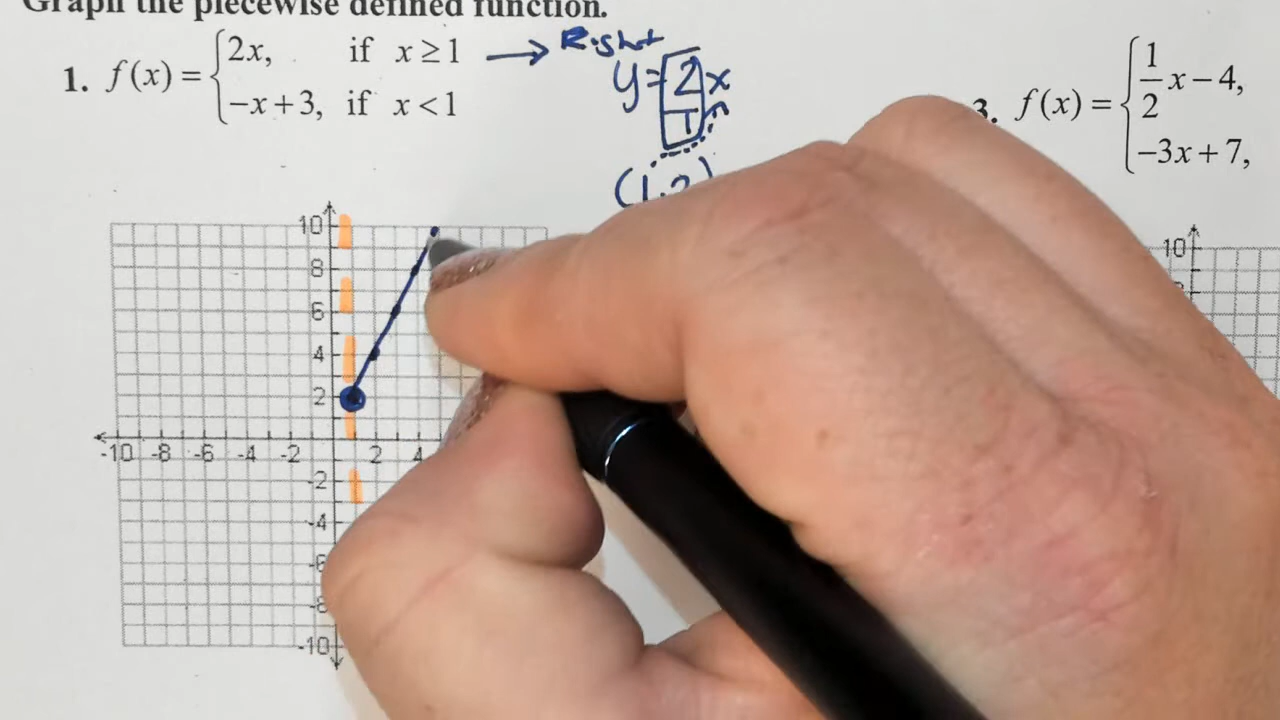 Graph the piecewise defined function.
1. f(x) = { 2x, if x ≥ 1 → Right
−x + 3, if x < 1
y = 2/1 x
(1,2)
3. f(x) = { 1/2 x − 4,
−3x + 7,
10
8
6
4
2
-10 -8 -6 -4 -2 2 4
-2
-4
-6
-8
-10
10